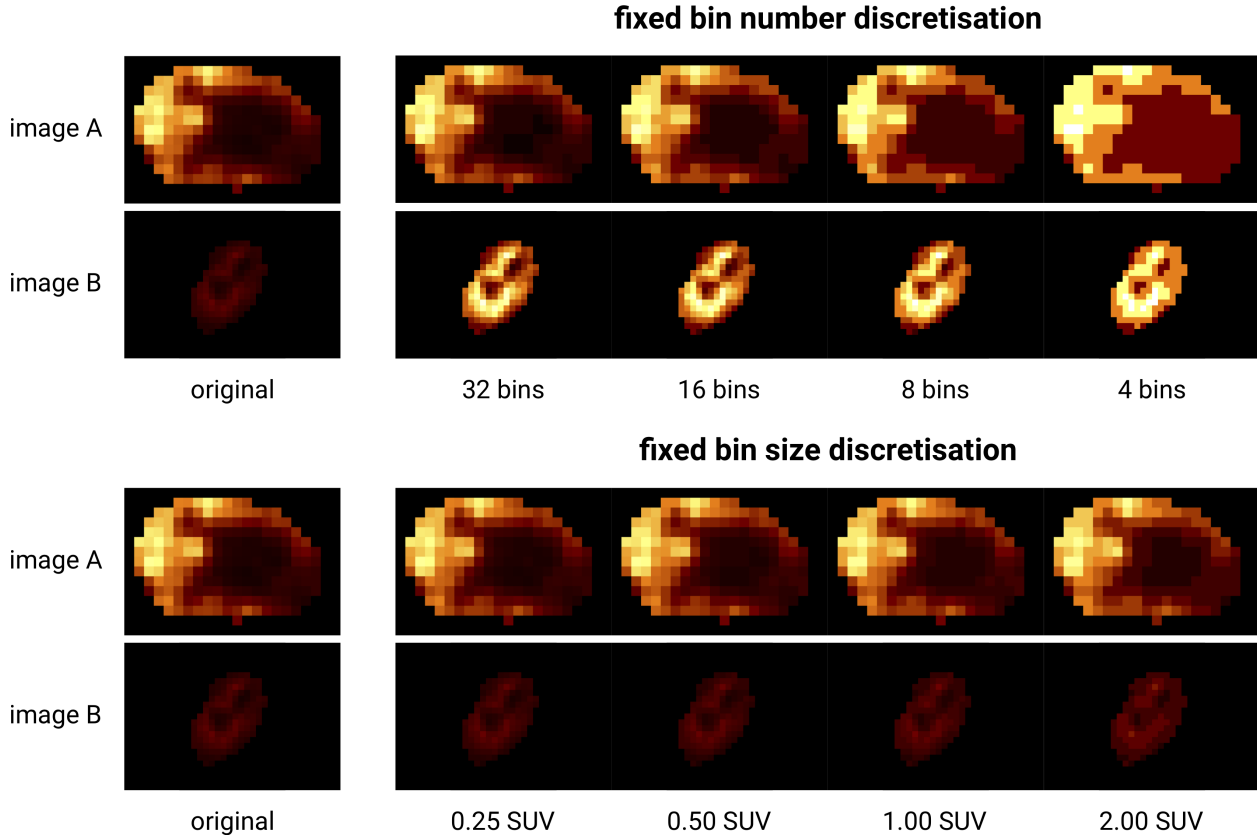 fixed bin number discretisation
image A
image B
original 32 bins 16 bins 8 bins 4 bins
fixed bin size discretisation
image A
image B
original 0.25 SUV 0.50 SUV 1.00 SUV 2.00 SUV